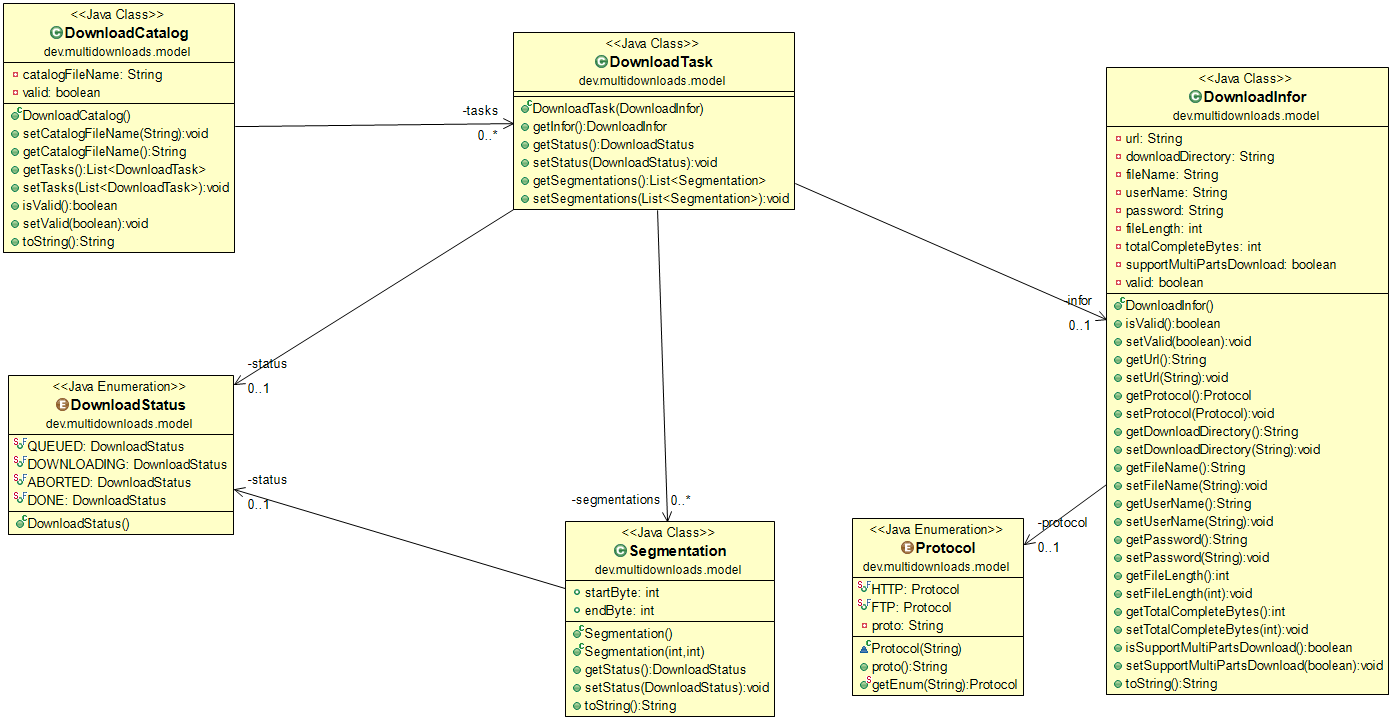 <<Java Class>>
DownloadCatalog
dev.multidownloads.model
catalogFileName: String
valid: boolean
DownloadCatalog()
setCatalogFileName(String):void
getCatalogFileName():String
getTasks():List<DownloadTask>
setTasks(List<DownloadTask>):void
isValid():boolean
setValid(boolean):void
toString():String
-tasks
0..*
<<Java Class>>
DownloadTask
dev.multidownloads.model
DownloadTask(DownloadInfor)
getInfor():DownloadInfor
getStatus():DownloadStatus
setStatus(DownloadStatus):void
getSegmentations():List<Segmentation>
setSegmentations(List<Segmentation>):void
-infor
0..1
<<Java Class>>
DownloadInfor
dev.multidownloads.model
url: String
downloadDirectory: String
fileName: String
userName: String
password: String
fileLength: int
totalCompleteBytes: int
supportMultiPartsDownload: boolean
valid: boolean
DownloadInfor()
isValid():boolean
setValid(boolean):void
getUrl():String
setUrl(String):void
getProtocol():Protocol
setProtocol(Protocol):void
getDownloadDirectory():String
setDownloadDirectory(String):void
getFileName():String
setFileName(String):void
getUserName():String
setUserName(String):void
getPassword():String
setPassword(String):void
getFileLength():int
setFileLength(int):void
getTotalCompleteBytes():int
setTotalCompleteBytes(int):void
isSupportMultiPartsDownload():boolean
setSupportMultiPartsDownload(boolean):void
toString():String
-status
0..1
<<Java Enumeration>>
DownloadStatus
dev.multidownloads.model
QUEUED: DownloadStatus
DOWNLOADING: DownloadStatus
ABORTED: DownloadStatus
DONE: DownloadStatus
DownloadStatus()
-status
0..1
-segmentations
0..*
<<Java Class>>
Segmentation
dev.multidownloads.model
startByte: int
endByte: int
Segmentation()
Segmentation(int,int)
getStatus():DownloadStatus
setStatus(DownloadStatus):void
toString():String
-protocol
0..1
<<Java Enumeration>>
Protocol
dev.multidownloads.model
HTTP: Protocol
FTP: Protocol
proto: String
Protocol(String)
proto():String
getEnum(String):Protocol